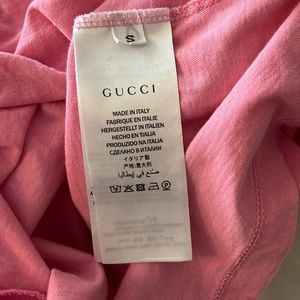 S
GUCCI
MADE IN ITALY
FABRIQUE EN ITALIE
HERGESTELLT IN ITALIEN
HECHO EN ITALIA
PRODUZIDO NA ITALIA
СДЕЛАНО В ИТАЛИИ
イタリア製
产地:意大利
صنع في إيطاليا